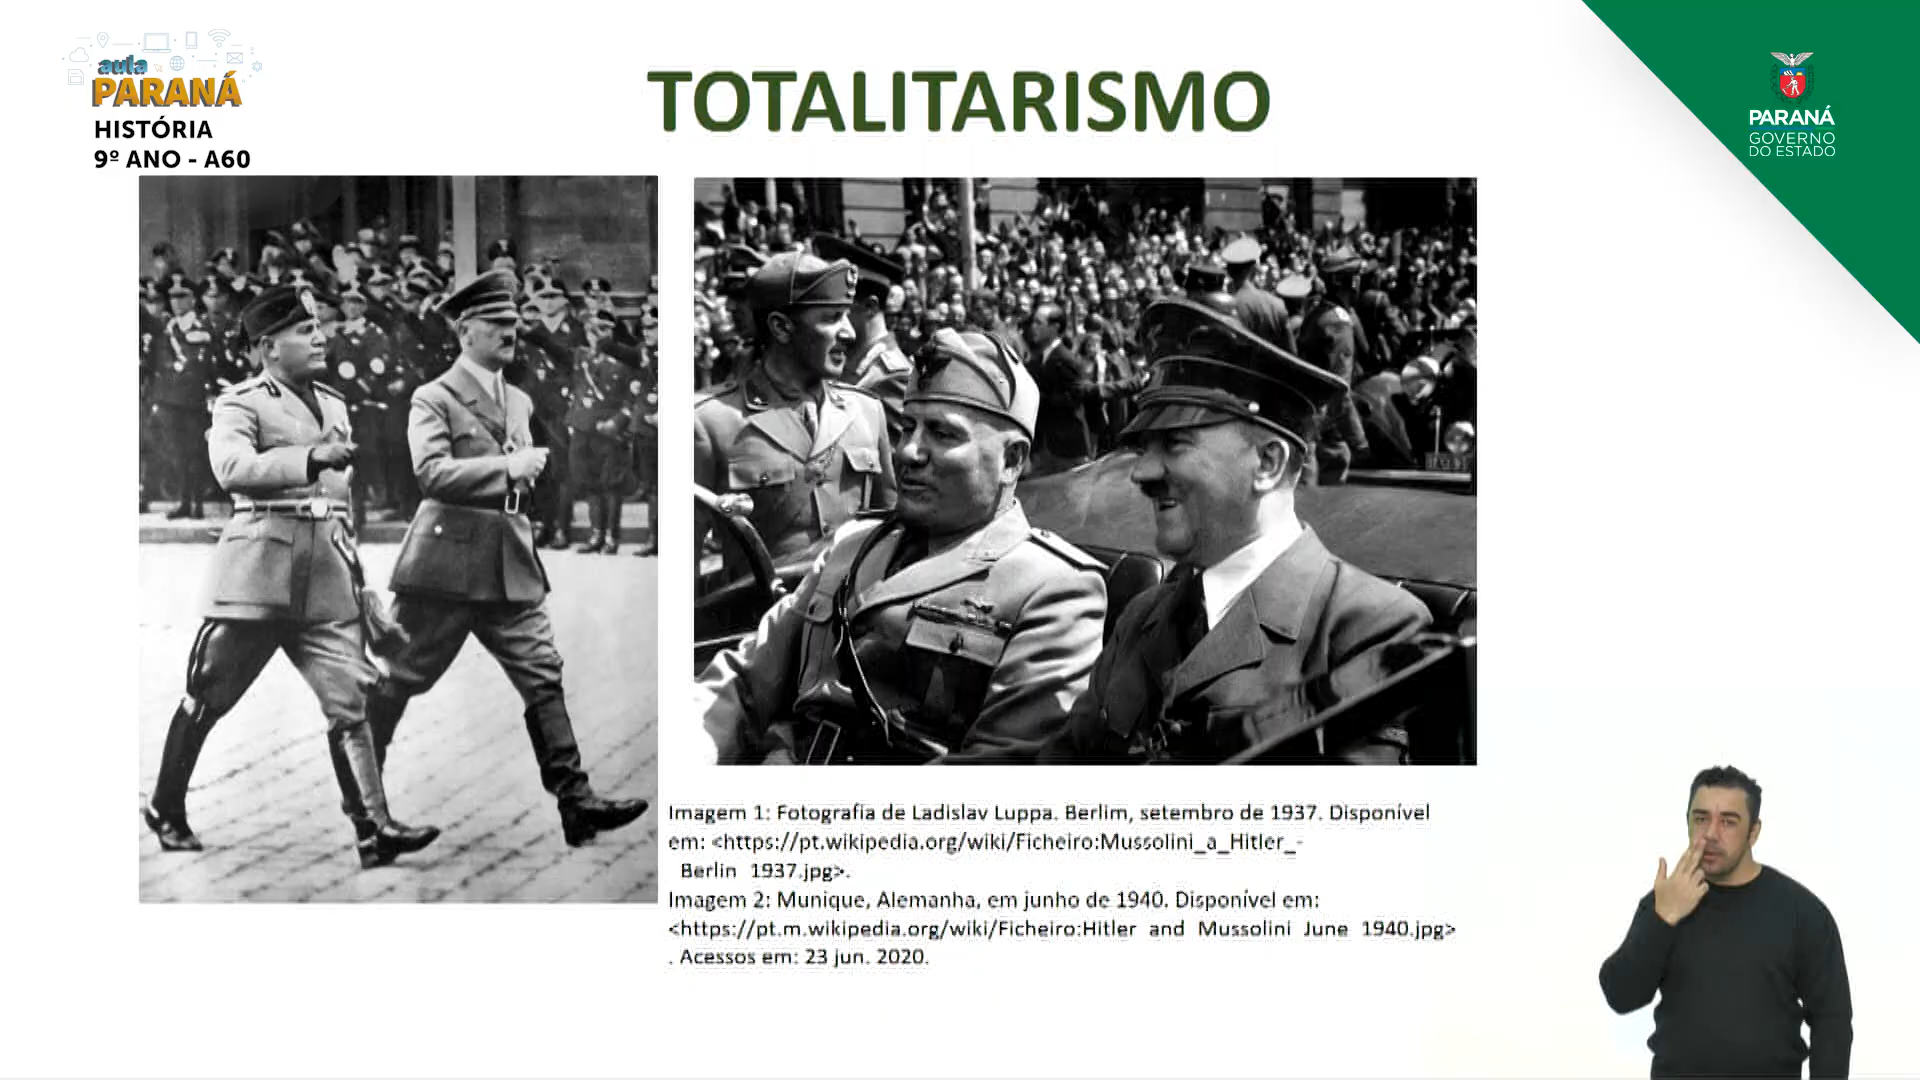 aula
PARANÁ
HISTÓRIA
9º ANO - A60
TOTALITARISMO
PARANÁ
GOVERNO
DO ESTADO
Imagem 1: Fotografia de Ladislav Luppa. Berlim, setembro de 1937. Disponível
em: <https://pt.wikipedia.org/wiki/Ficheiro:Mussolini_a_Hitler_-
Berlin 1937.jpg>.
Imagem 2: Munique, Alemanha, em junho de 1940. Disponível em:
<https://pt.m.wikipedia.org/wiki/Ficheiro:Hitler and Mussolini June 1940.jpg>
. Acessos em: 23 jun. 2020.